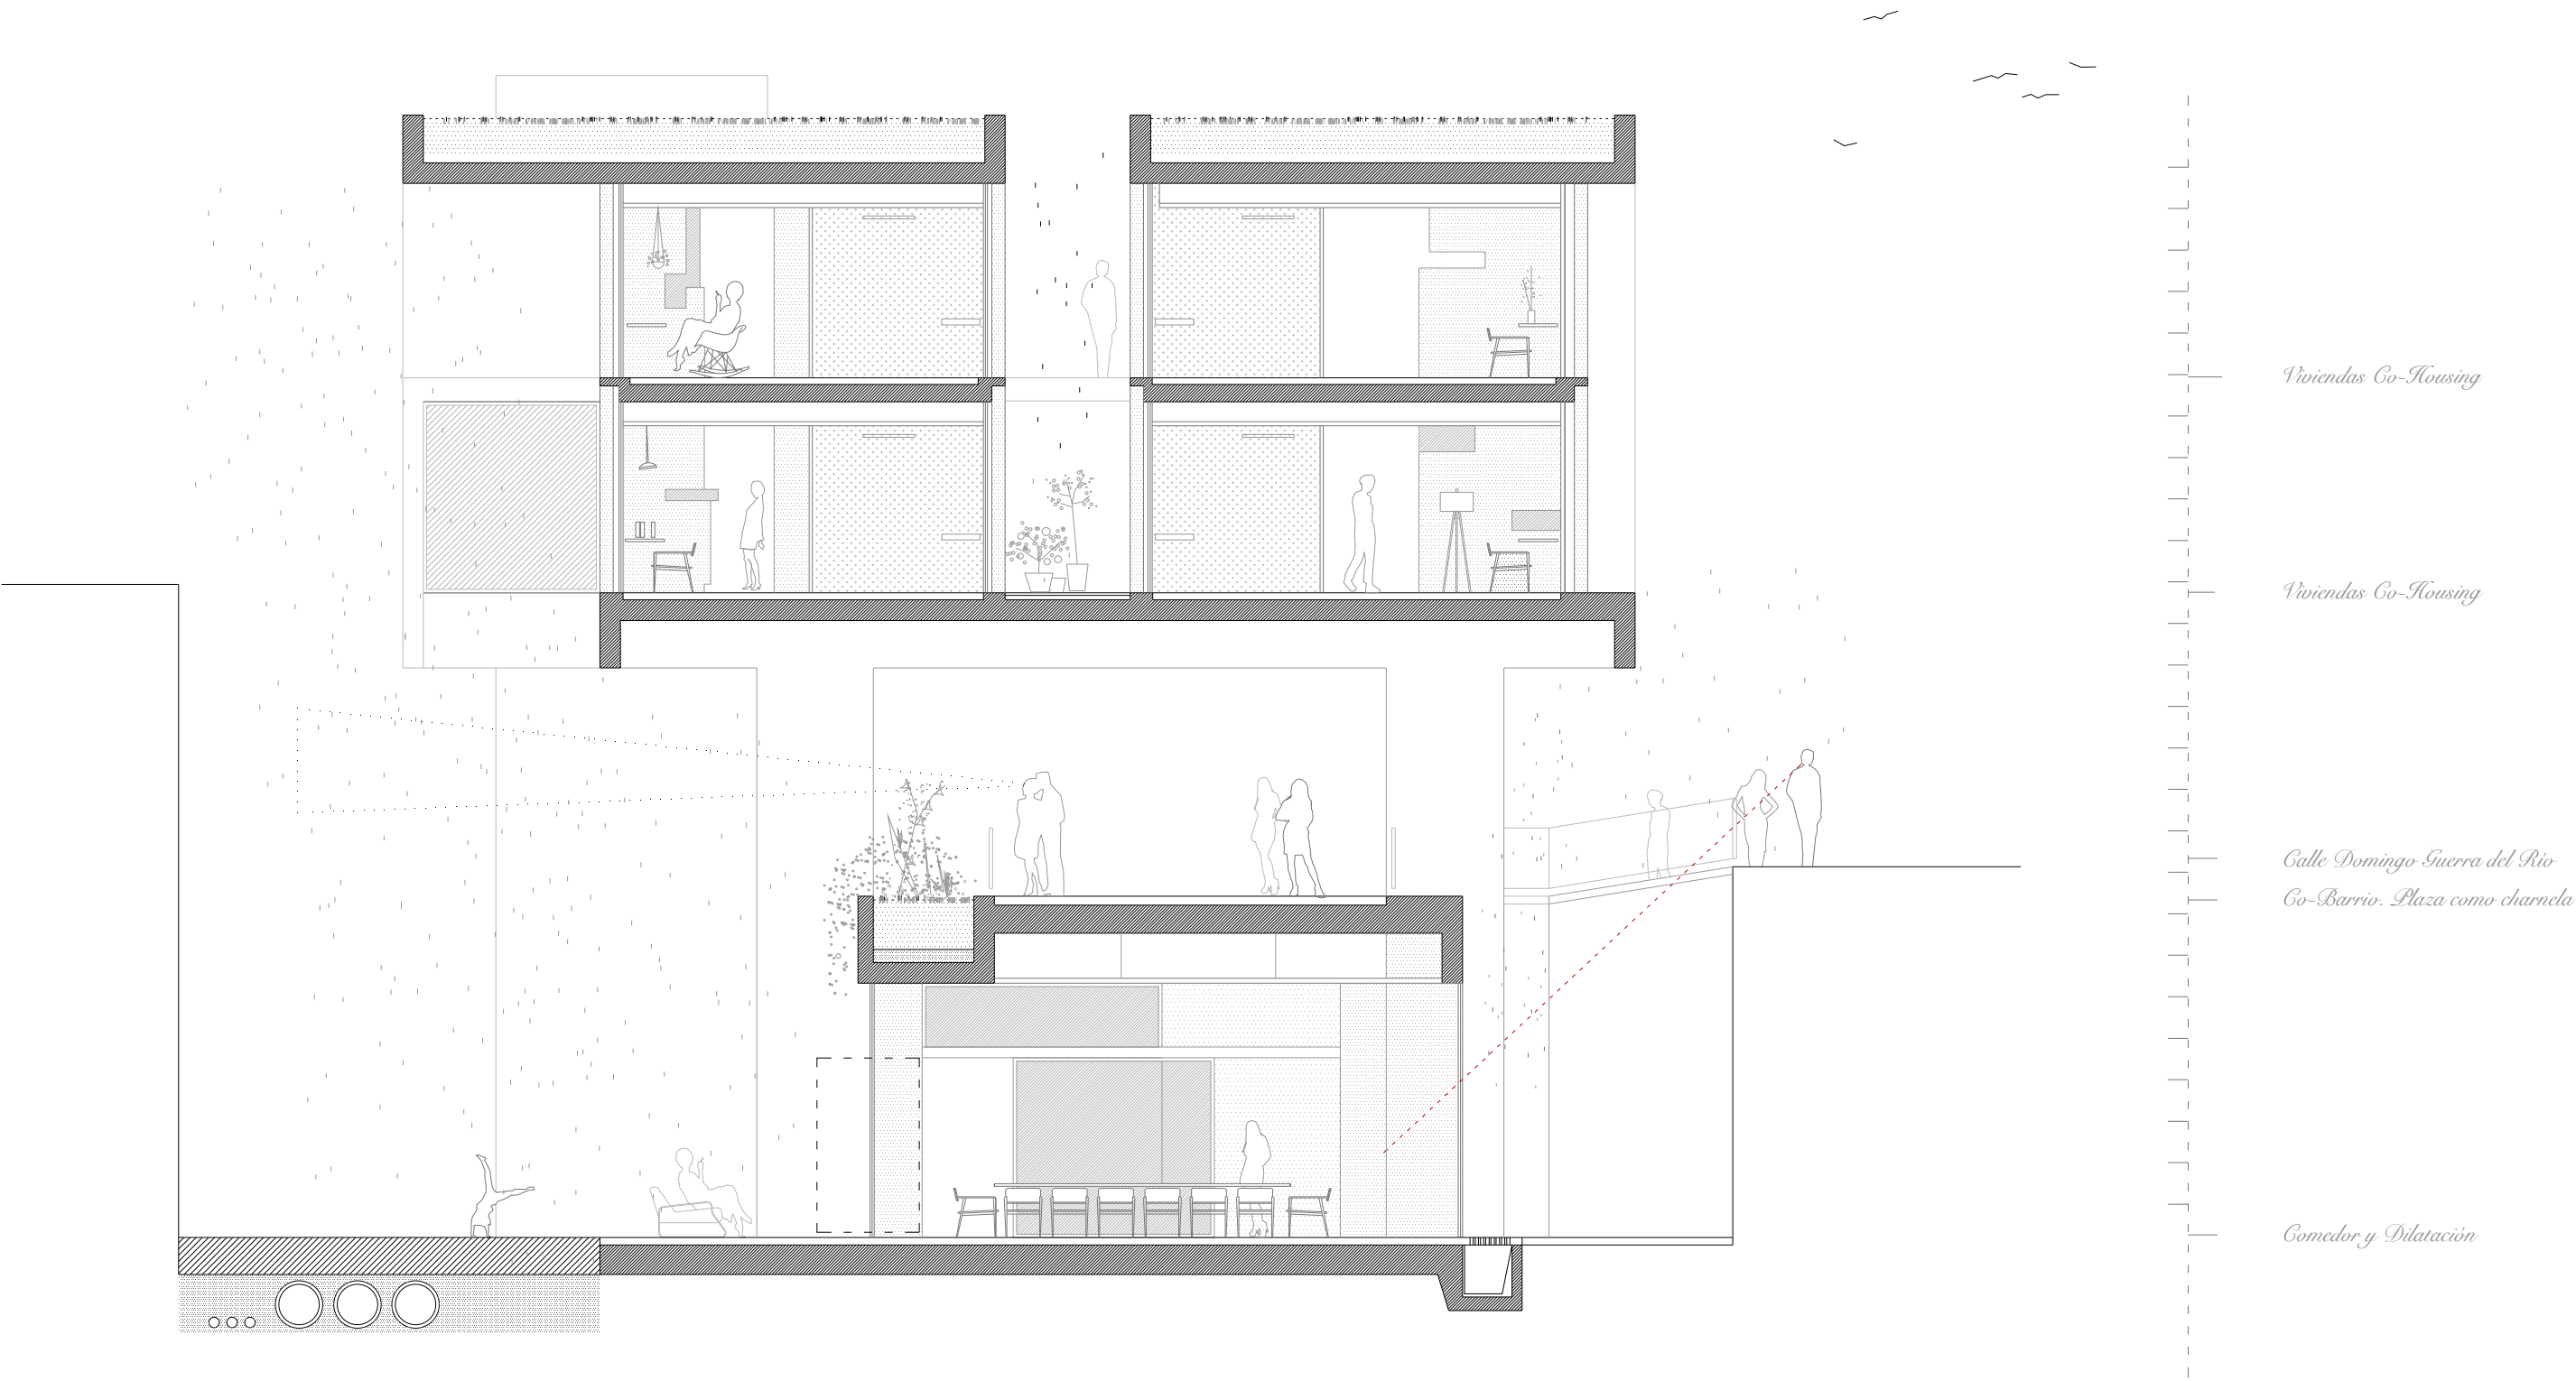 Viviendas Co-Housing
Viviendas Co-Housing
Calle Domingo Guerra del Río
Co-Barrio. Plaza como charnela
Comedor y Dilatación